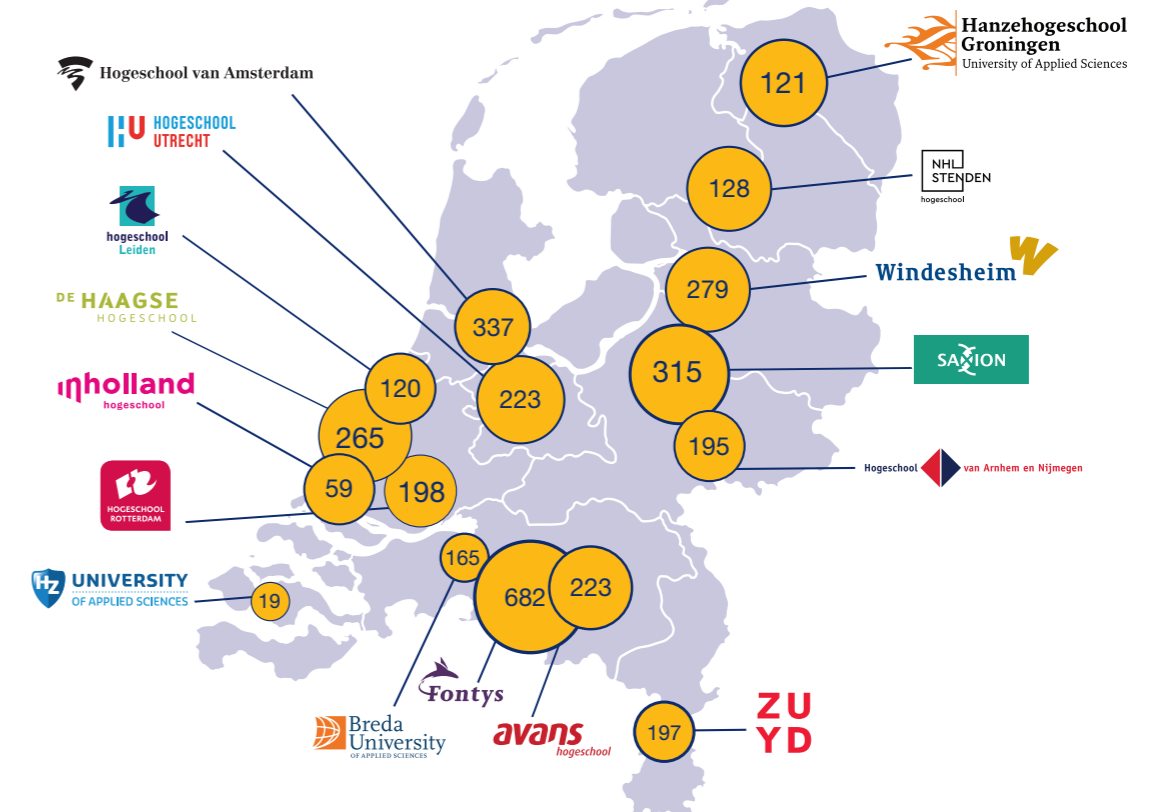 Hogeschool van Amsterdam
HU HOGESCHOOL
UTRECHT
hogeschool
Leiden
DE HAAGSE
HOGESCHOOL
inholland
hogeschool
HOGESCHOOL
ROTTERDAM
HZ UNIVERSITY
OF APPLIED SCIENCES
Hanzehogeschool
Groningen
University of Applied Sciences
NHL
STENDEN
hogeschool
Windesheim
SAXION
Hogeschool van Arnhem en Nijmegen
121
128
279
337
315
120
223
265
195
59
198
165
682
223
19
197
Fontys
Breda
University
OF APPLIED SCIENCES
avans
hogeschool
ZU
YD